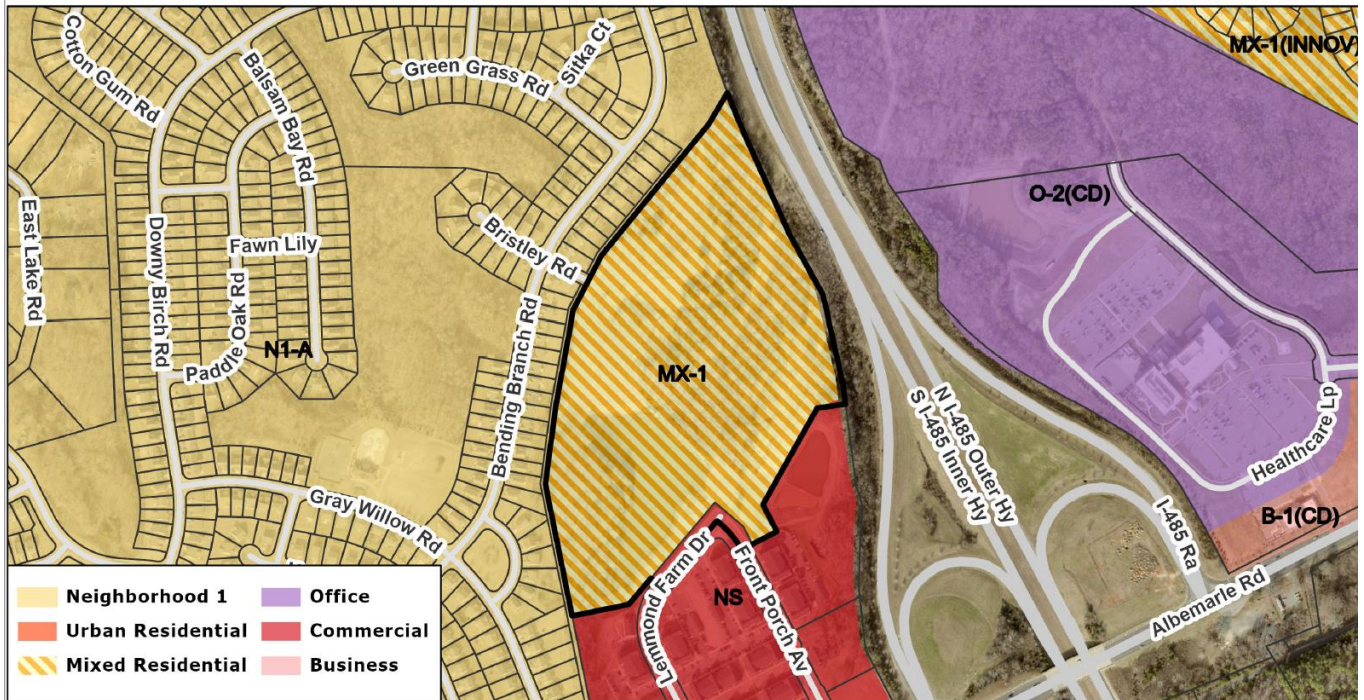 Cotton Gum Rd
Balsam Bay Rd
Green Grass Rd
Sitka Ct
MX-1(INNOV)
East Lake Rd
Downy Birch Rd
Fawn Lily
Paddle Oak Rd
N1-A
Bristley Rd
Bending Branch Rd
O-2(CD)
MX-1
S I-485 Inner Hy
N I-485 Outer Hy
I-485 Ra
Healthcare Lp
B-1(CD)
Gray Willow Rd
Lemmond Farm Dr
NS
Front Porch Av
Albemarle Rd
Neighborhood 1
Office
Urban Residential
Commercial
Mixed Residential
Business